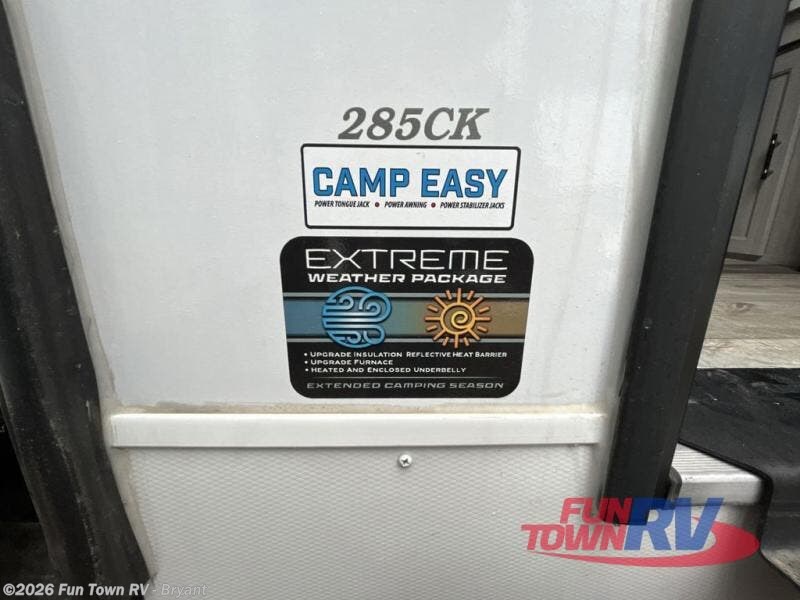 285CK
CAMP EASY
POWER TONGUE JACK • POWER AWNING • POWER STABILIZER JACKS
EXTREME
WEATHER PACKAGE
• UPGRADE INSULATION REFLECTIVE HEAT BARRIER
• UPGRADE FURNACE
• HEATED AND ENCLOSED UNDERBELLY
EXTENDED CAMPING SEASON
FUN
TOWN RV
©2026 Fun Town RV - Bryant